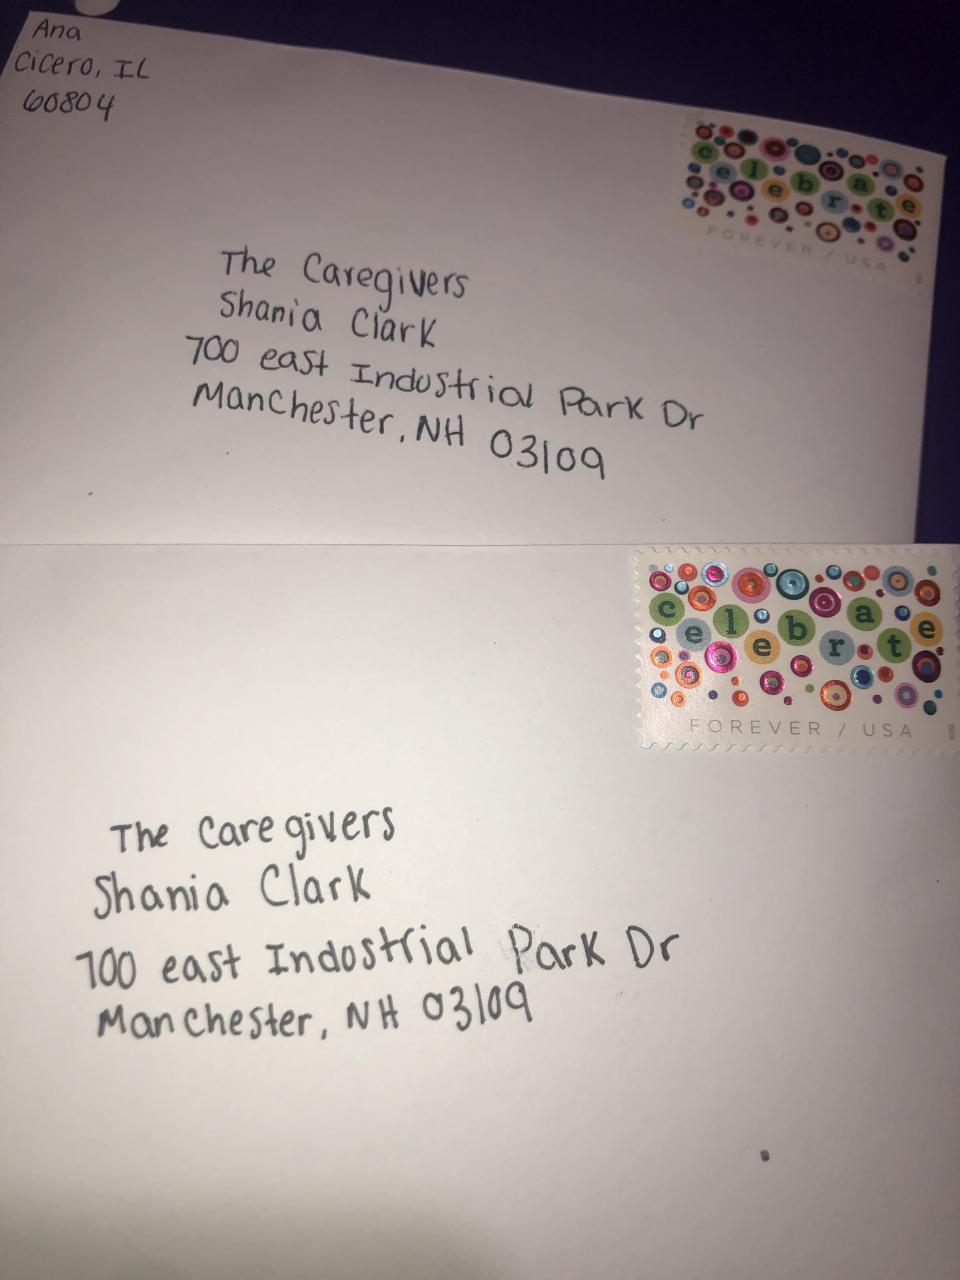 Ana
Cicero, IL
60804
celebrate
FOREVER / USA
The Caregivers
Shania Clark
700 east Industrial Park Dr
Manchester, NH 03109
celebrate
FOREVER / USA
The Caregivers
Shania Clark
700 east Indostrial Park Dr
Manchester, NH 03109